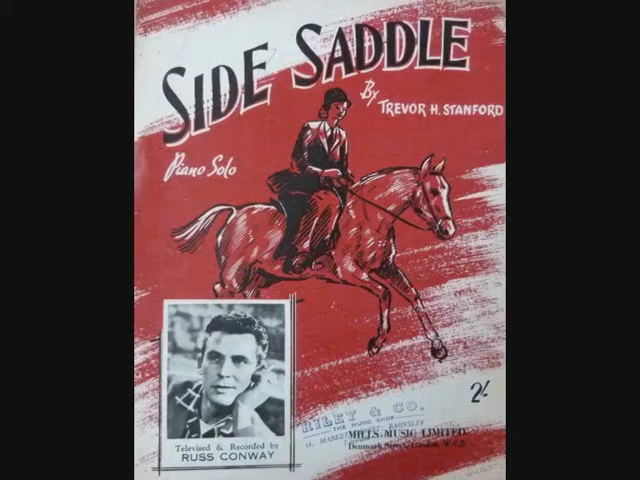 SIDE SADDLE
By
TREVOR H. STANFORD
Piano Solo
Televised & Recorded by
RUSS CONWAY
2/-
RILEY & CO.
THE MUSIC SHOP
MARKET BARNSLEY
MILLS MUSIC LIMITED
Denmark Street, London, W.C.2.